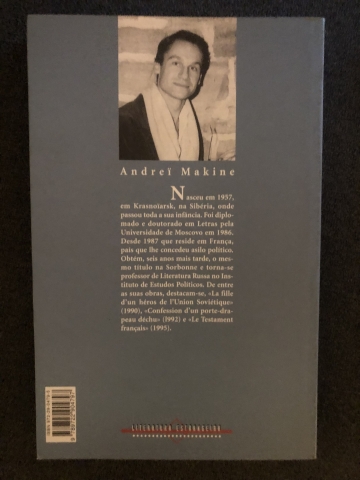 Andreï Makine
Nasceu em 1957,
em Krasnoiarsk, na Sibéria, onde
passou toda a sua infância. Foi diplo-
mado e doutorado em Letras pela
Universidade de Moscovo em 1986.
Desde 1987 que reside em França,
país que lhe concedeu asilo político.
Obtém, seis anos mais tarde, o mes-
mo título na Sorbonne e torna-se
professor de Literatura Russa no Ins-
tituto de Estudos Políticos. De entre
as suas obras, destacam-se, «La fille
d'un héros de l'Union Soviétique»
(1990), «Confession d'un porte-dra-
peau déchu» (1992) e «Le Testament
français» (1995).
LITERATURA ESTRANGEIRA